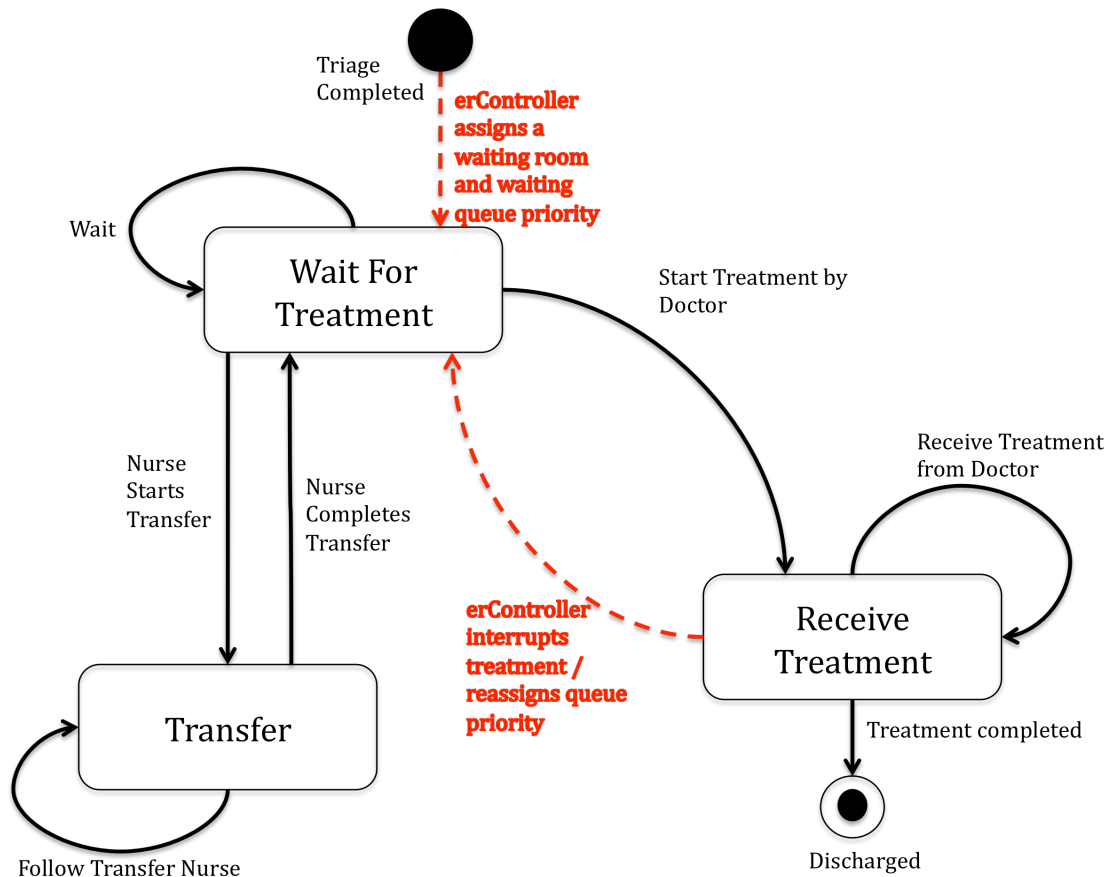 Triage
Completed
erController
assigns a
waiting room
and waiting
queue priority
Wait
Wait For
Treatment
Start Treatment by
Doctor
Receive Treatment
from Doctor
Nurse
Starts
Transfer
Nurse
Completes
Transfer
erController
interrupts
treatment /
reassigns queue
priority
Receive
Treatment
Transfer
Treatment completed
Follow Transfer Nurse
Discharged